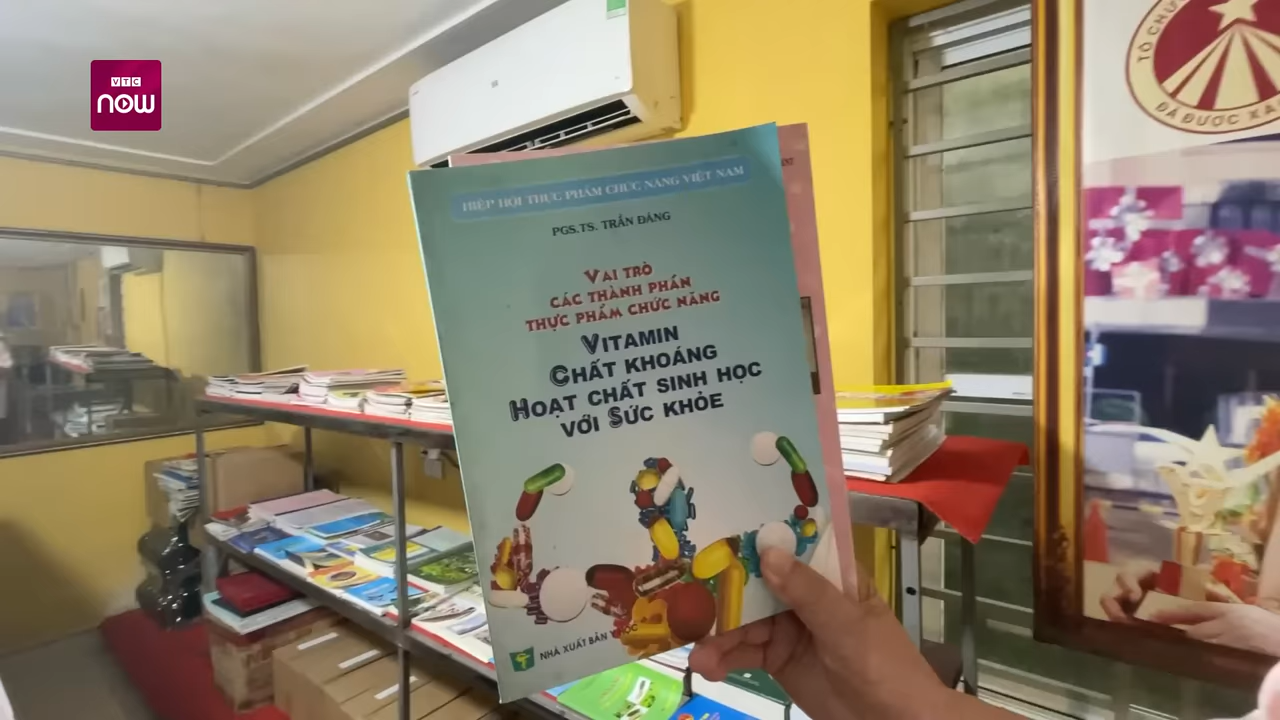 VTC
now
HIỆP HỘI THỰC PHẨM CHỨC NĂNG VIỆT NAM
PGS.TS. TRẦN ĐÁNG
VAI TRÒ
CÁC THÀNH PHẦN
THỰC PHẨM CHỨC NĂNG
VITAMIN
CHẤT KHOÁNG
HOẠT CHẤT SINH HỌC
VỚI SỨC KHỎE
NHÀ XUẤT BẢN
TỔ CHỨC
ĐÃ ĐƯỢC